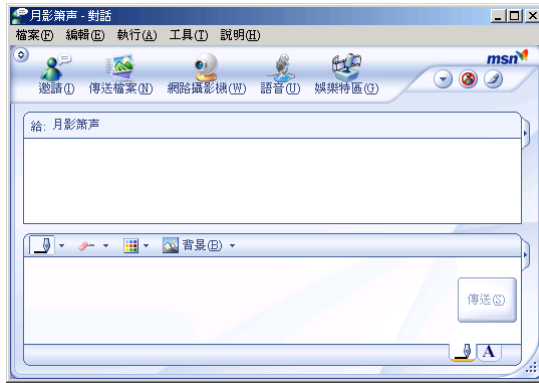 月影簫声 - 對話
檔案(F) 編輯(E) 執行(A) 工具(T) 說明(H)
msn
邀請(I) 傳送檔案(N) 網路攝影機(W) 語音(U) 娛樂特區(G)
給: 月影簫声
背景(B)
傳送(S)
A